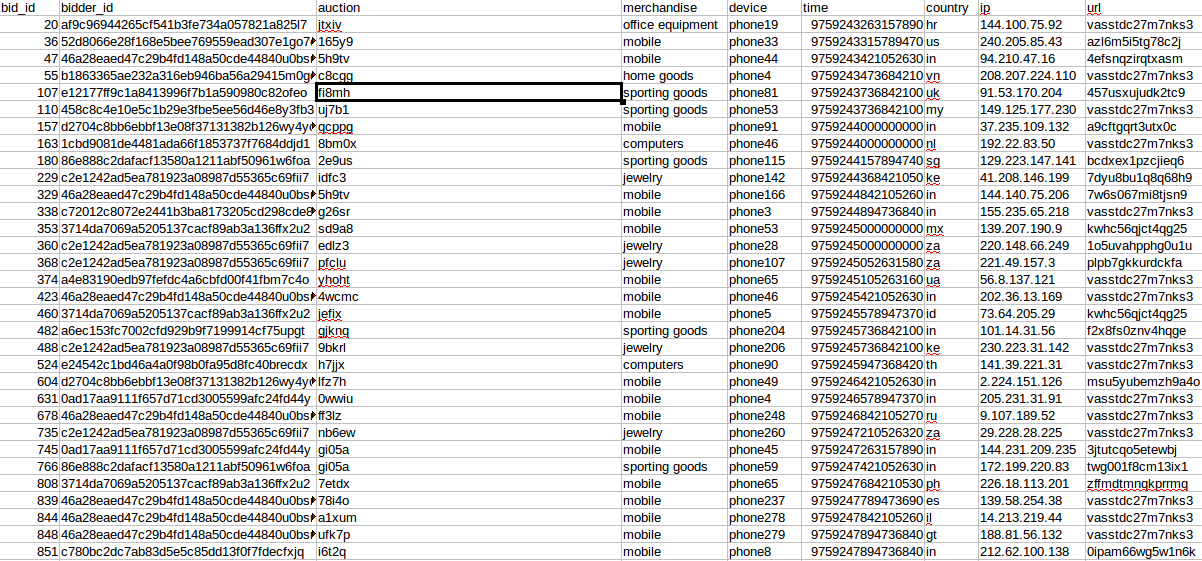 bid_id bidder_id auction merchandise device time country ip url
20 af9c96944265cf541b3fe734a057821a825l7 jtxiv office equipment phone19 9759243263157890 hr 144.100.75.92 vasstdc27m7nks3
36 52d8066e28f168e5bee769559ead307e1go7 165y9 mobile phone33 9759243315789470 us 240.205.85.43 azl6m5i5tg78c2j
47 46a28eaed47c29b4fd148a50cde44840u0bs 5h9tv mobile phone44 9759243421052630 in 94.210.47.16 4efsnqzirqtxasm
55 b1863365ae232a316eb946ba56a29415m0g c8cgg home goods phone4 9759243473684210 vn 208.207.224.110 vasstdc27m7nks3
107 e12177ff9c1a8413996f7b1a590980c82ofeo fi8mh sporting goods phone81 9759243736842100 uk 91.53.170.204 457usxujudk2tc9
110 458c8c4e10e5c1b29e3fbe5ee56d46e8y3fb3 uj7b1 sporting goods phone53 9759243736842100 my 149.125.177.230 vasstdc27m7nks3
157 d2704c8bb6ebbf13e08f37131382b126wy4y gcppg mobile phone91 9759244000000000 in 37.235.109.132 a9cftgqrt3utx0c
163 1cbd9081de4481ada66f1853737f7684ddjd1 8bm0x computers phone46 9759244000000000 nl 192.22.83.50 vasstdc27m7nks3
180 86e888c2dafacf13580a1211abf50961w6foa 2e9us sporting goods phone115 9759244157894740 sg 129.223.147.141 bcdxex1pzcjieq6
229 c2e1242ad5ea781923a08987d55365c69fii7 idfc3 jewelry phone142 9759244368421050 ke 41.208.146.199 7dyu8bu1q8q68h9
329 46a28eaed47c29b4fd148a50cde44840u0bs 5h9tv mobile phone166 9759244842105260 in 144.140.75.206 7w6s067mi8tjsn9
338 c72012c8072e2441b3ba8173205cd298cde8 g26sr mobile phone3 9759244894736840 in 155.235.65.218 vasstdc27m7nks3
353 3714da7069a5205137cacf89ab3a136ffx2u2 sd9a8 mobile phone53 9759245000000000 mx 139.207.190.9 kwhc56qjct4qg25
360 c2e1242ad5ea781923a08987d55365c69fii7 edlz3 jewelry phone28 9759245000000000 za 220.148.66.249 1o5uvahpphg0u1u
368 c2e1242ad5ea781923a08987d55365c69fii7 pfclu jewelry phone107 9759245052631580 za 221.49.157.3 plpb7gkkurdckfa
374 a4e83190edb97fefdc4a6cbfd00f41fbm7c4o yhoht mobile phone65 9759245105263160 ua 56.8.137.121 vasstdc27m7nks3
423 46a28eaed47c29b4fd148a50cde44840u0bs 4wcmc mobile phone46 9759245421052630 in 202.36.13.169 vasstdc27m7nks3
460 3714da7069a5205137cacf89ab3a136ffx2u2 jefix mobile phone5 9759245578947370 id 73.64.205.29 kwhc56qjct4qg25
482 a6ec153fc7002cfd929b9f7199914cf75upgt gjknq sporting goods phone204 9759245736842100 in 101.14.31.56 f2x8fs0znv4hqge
488 c2e1242ad5ea781923a08987d55365c69fii7 9bkrl jewelry phone206 9759245736842100 ke 230.223.31.142 vasstdc27m7nks3
524 e24542c1bd46a4a0f98b0fa95d8fc40brecdx h7jjx computers phone90 9759245947368420 th 141.39.221.31 vasstdc27m7nks3
604 d2704c8bb6ebbf13e08f37131382b126wy4y lfz7h mobile phone49 9759246421052630 in 2.224.151.126 msu5yubemzh9a4o
631 0ad17aa9111f657d71cd3005599afc24fd44y 0wwiu mobile phone4 9759246578947370 in 205.231.31.91 vasstdc27m7nks3
678 46a28eaed47c29b4fd148a50cde44840u0bs ff3lz mobile phone248 9759246842105270 ru 9.107.189.52 vasstdc27m7nks3
735 c2e1242ad5ea781923a08987d55365c69fii7 nb6ew jewelry phone260 9759247210526320 za 29.228.28.225 vasstdc27m7nks3
745 0ad17aa9111f657d71cd3005599afc24fd44y gi05a mobile phone45 9759247263157890 in 144.231.209.235 3jtutcqo5etewbj
766 86e888c2dafacf13580a1211abf50961w6foa gi05a sporting goods phone59 9759247421052630 in 172.199.220.83 twg001f8cm13ix1
808 3714da7069a5205137cacf89ab3a136ffx2u2 7etdx mobile phone65 9759247684210530 ph 226.18.113.201 zffmdtmnqkprrmq
839 46a28eaed47c29b4fd148a50cde44840u0bs 78i4o mobile phone237 9759247789473690 es 139.58.254.38 vasstdc27m7nks3
844 46a28eaed47c29b4fd148a50cde44840u0bs a1xum mobile phone278 9759247842105260 il 14.213.219.44 vasstdc27m7nks3
848 46a28eaed47c29b4fd148a50cde44840u0bs ufk7p mobile phone279 9759247894736840 gt 188.81.56.132 vasstdc27m7nks3
851 c780bc2dc7ab83d5e5c85dd13f0f7fdecfxjq i6t2q mobile phone8 9759247894736840 in 212.62.100.138 0ipam66wg5w1n6k